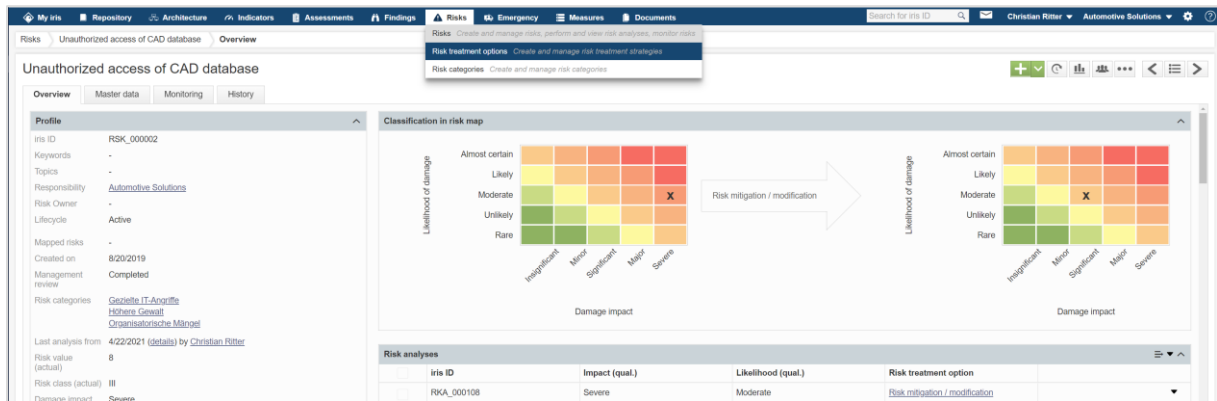 My iris Repository Architecture Indicators Assessments Findings Risks Emergency Measures Documents Search for iris ID Christian Ritter Automotive Solutions
Risks Unauthorized access of CAD database Overview
Risks Create and manage risks, perform and view risk analyses, monitor risks
Risk treatment options Create and manage risk treatment strategies
Risk categories Create and manage risk categories
Unauthorized access of CAD database
Overview Master data Monitoring History
Profile
iris ID RSK_000002
Keywords -
Topics -
Responsibility Automotive Solutions
Risk Owner -
Lifecycle Active
Mapped risks -
Created on 8/20/2019
Management review Completed
Risk categories Gezielte IT-Angriffe
Höhere Gewalt
Organisatorische Mängel
Last analysis from 4/22/2021 (details) by Christian Ritter
Risk value (actual) 8
Risk class (actual) III
Damage impact Severe
Classification in risk map
Likelihood of damage
Almost certain
Likely
Moderate X
Unlikely
Rare
Insignificant Minor Significant Major Severe
Damage impact
Risk mitigation / modification
Likelihood of damage
Almost certain
Likely
Moderate X
Unlikely
Rare
Insignificant Minor Significant Major Severe
Damage impact
Risk analyses
iris ID Impact (qual.) Likelihood (qual.) Risk treatment option
RKA_000108 Severe Moderate Risk mitigation / modification